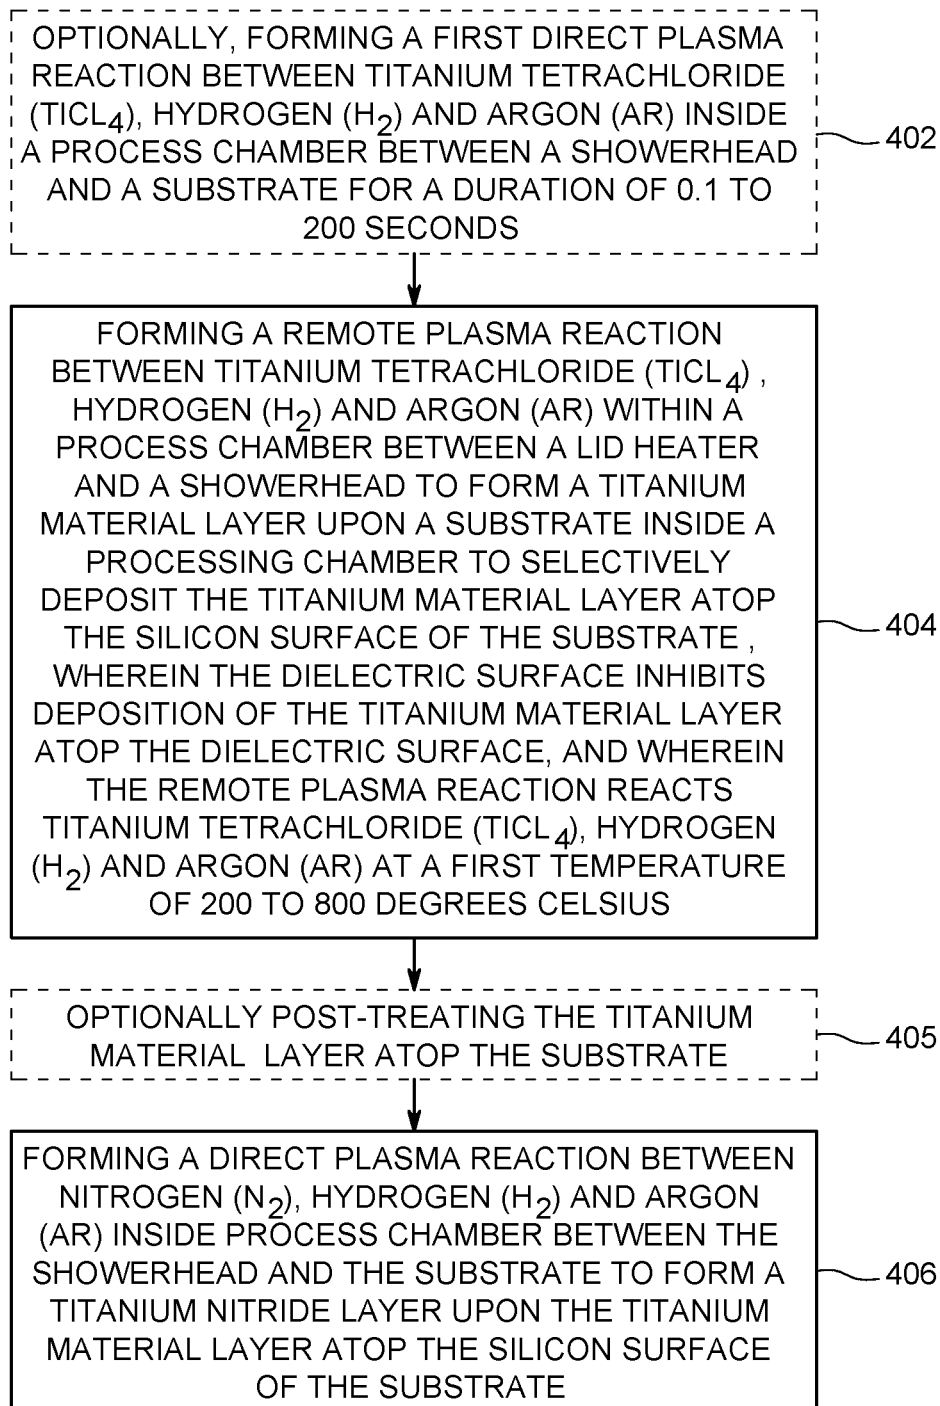 OPTIONALLY, FORMING A FIRST DIRECT PLASMA
REACTION BETWEEN TITANIUM TETRACHLORIDE
(TICL4), HYDROGEN (H2) AND ARGON (AR) INSIDE
A PROCESS CHAMBER BETWEEN A SHOWERHEAD
AND A SUBSTRATE FOR A DURATION OF 0.1 TO
200 SECONDS
402
FORMING A REMOTE PLASMA REACTION
BETWEEN TITANIUM TETRACHLORIDE (TICL4) ,
HYDROGEN (H2) AND ARGON (AR) WITHIN A
PROCESS CHAMBER BETWEEN A LID HEATER
AND A SHOWERHEAD TO FORM A TITANIUM
MATERIAL LAYER UPON A SUBSTRATE INSIDE A
PROCESSING CHAMBER TO SELECTIVELY
DEPOSIT THE TITANIUM MATERIAL LAYER ATOP
THE SILICON SURFACE OF THE SUBSTRATE ,
WHEREIN THE DIELECTRIC SURFACE INHIBITS
DEPOSITION OF THE TITANIUM MATERIAL LAYER
ATOP THE DIELECTRIC SURFACE, AND WHEREIN
THE REMOTE PLASMA REACTION REACTS
TITANIUM TETRACHLORIDE (TICL4), HYDROGEN
(H2) AND ARGON (AR) AT A FIRST TEMPERATURE
OF 200 TO 800 DEGREES CELSIUS
404
OPTIONALLY POST-TREATING THE TITANIUM
MATERIAL LAYER ATOP THE SUBSTRATE
405
FORMING A DIRECT PLASMA REACTION BETWEEN
NITROGEN (N2), HYDROGEN (H2) AND ARGON
(AR) INSIDE PROCESS CHAMBER BETWEEN THE
SHOWERHEAD AND THE SUBSTRATE TO FORM A
TITANIUM NITRIDE LAYER UPON THE TITANIUM
MATERIAL LAYER ATOP THE SILICON SURFACE
OF THE SUBSTRATE
406